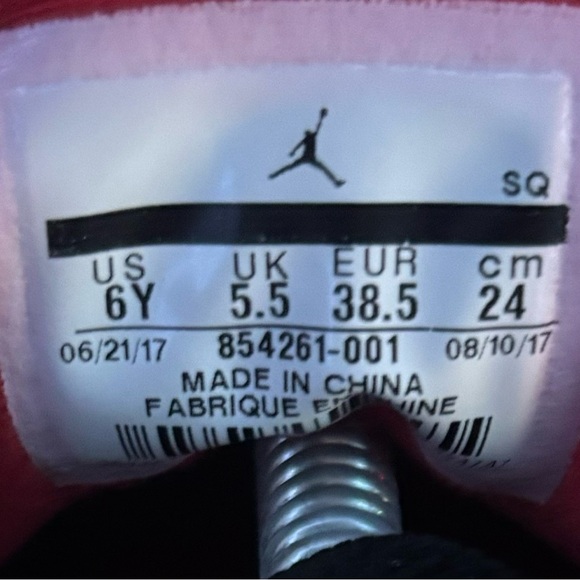 SQ
US UK EUR cm
6Y 5.5 38.5 24
06/21/17 854261-001 08/10/17
MADE IN CHINA
FABRIQUE